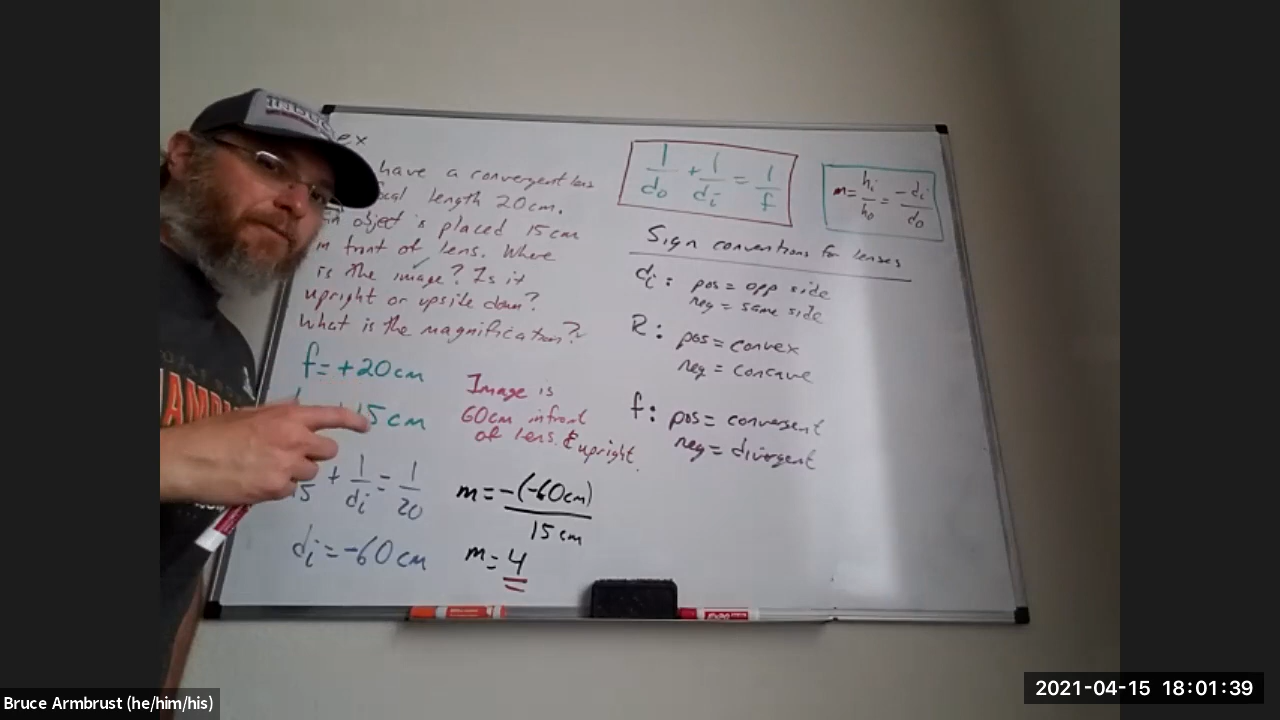 ex
have a convergent lens
focal length 20cm.
an object is placed 15cm
in front of lens. Where
is the image? Is it
upright or upside down?
What is the magnification?
f = +20cm
+15cm
15 + 1/di = 1/20
di = -60cm
Image is
60cm infront
of lens. & upright.
m = -(-60cm)/15cm
m = 4
1/do + 1/di = 1/f
m = hi/ho = -di/do
Sign conventions for lenses
di: pos = opp side
neg = same side
R: pos = convex
neg = concave
f: pos = convergent
neg = divergent
EXPO
Bruce Armbrust (he/him/his)
2021-04-15 18:01:39